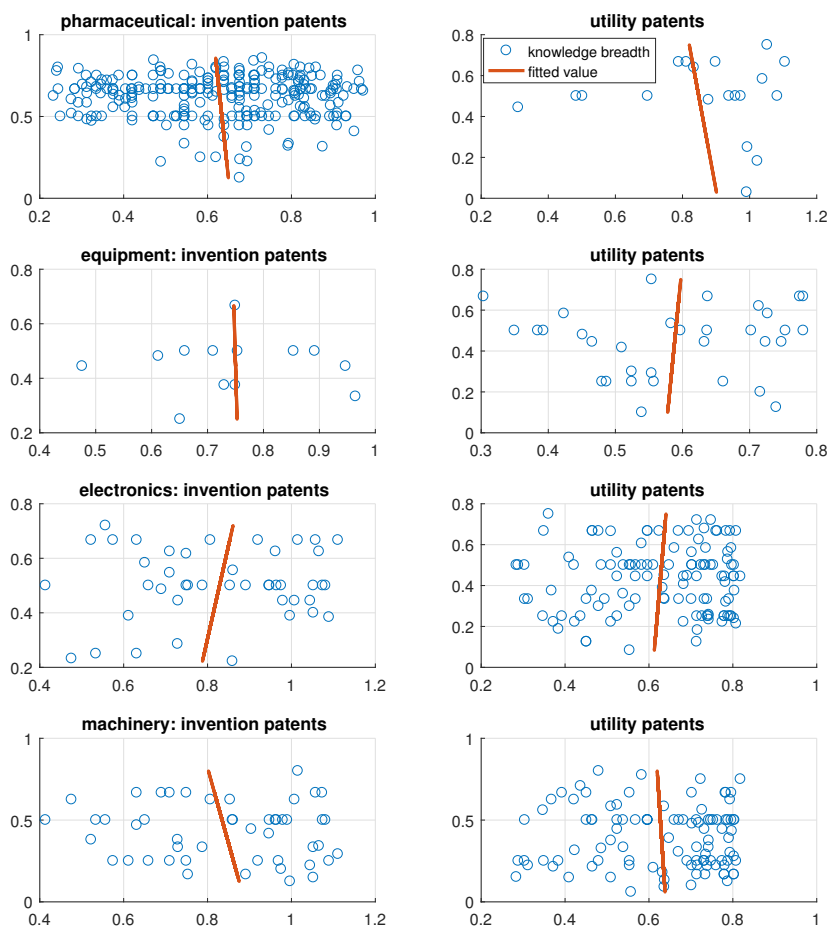 pharmaceutical: invention patents
1
0.5
0
0.2 0.4 0.6 0.8 1
utility patents
knowledge breadth
fitted value
0.8
0.6
0.4
0.2
0
0.2 0.4 0.6 0.8 1 1.2
equipment: invention patents
0.8
0.6
0.4
0.2
0.4 0.5 0.6 0.7 0.8 0.9 1
utility patents
0.8
0.6
0.4
0.2
0
0.3 0.4 0.5 0.6 0.7 0.8
electronics: invention patents
0.8
0.6
0.4
0.2
0.4 0.6 0.8 1 1.2
utility patents
0.8
0.6
0.4
0.2
0
0.2 0.4 0.6 0.8 1
machinery: invention patents
1
0.5
0
0.4 0.6 0.8 1 1.2
utility patents
1
0.5
0
0.2 0.4 0.6 0.8 1